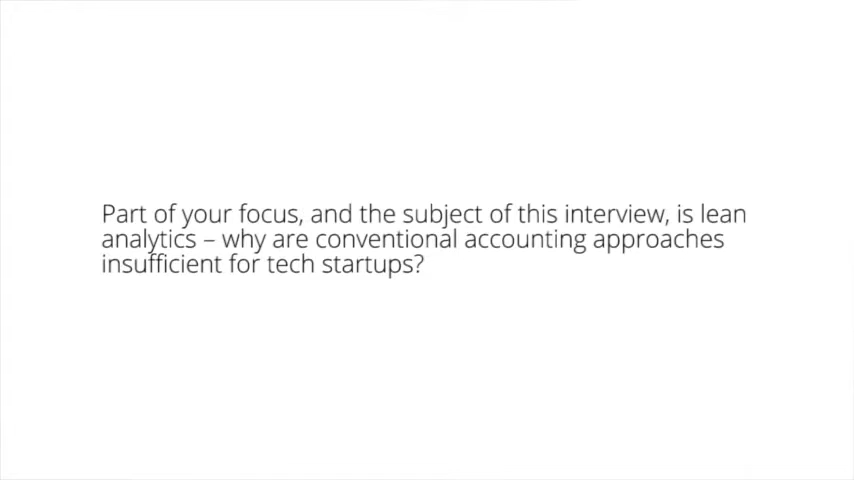 Part of your focus, and the subject of this interview, is lean
analytics – why are conventional accounting approaches
insufficient for tech startups?